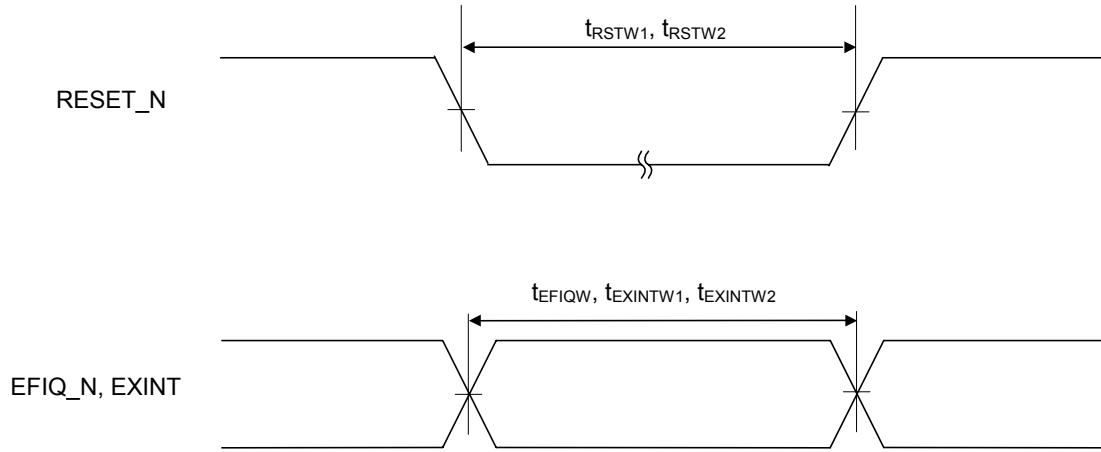 tRSTW1, tRSTW2
RESET_N
tEFIQW, tEXINTW1, tEXINTW2
EFIQ_N, EXINT